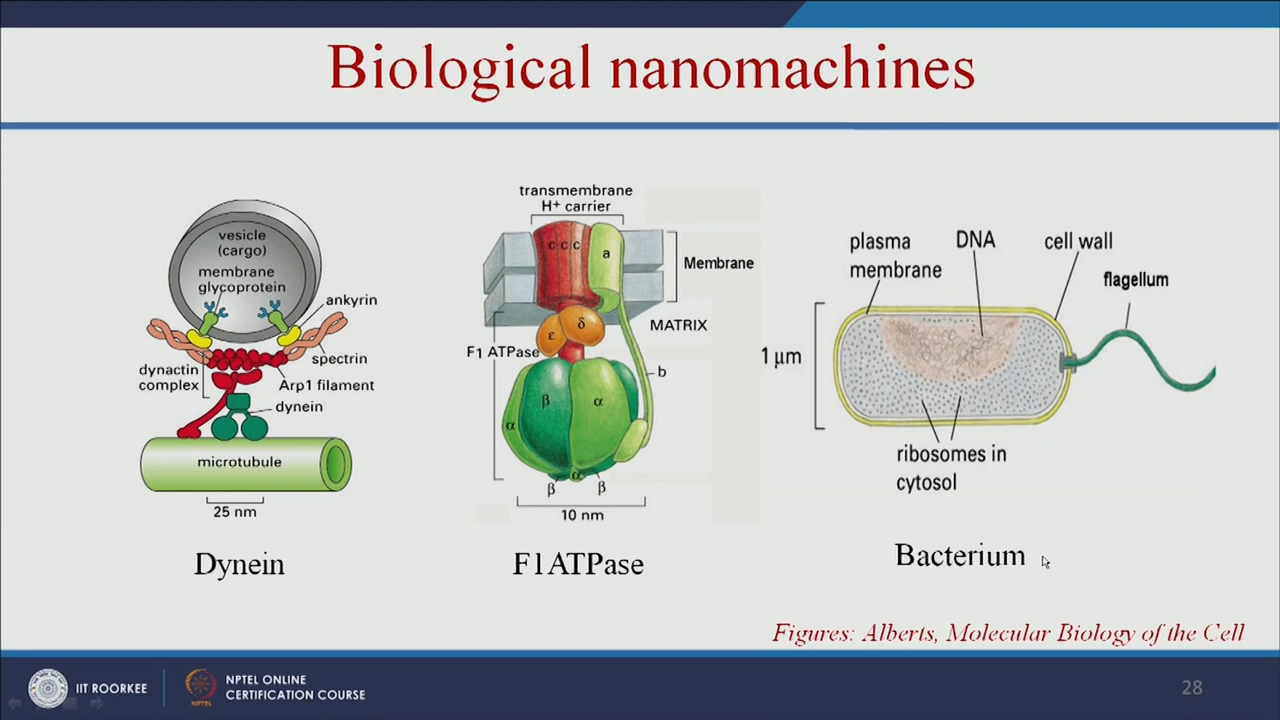 Biological nanomachines
vesicle
(cargo)
membrane
glycoprotein
ankyrin
spectrin
dynactin
complex
Arp1 filament
dynein
microtubule
25 nm
Dynein
transmembrane
H+ carrier
c c c
a
Membrane
MATRIX
δ
ε
F1 ATPase
b
β
α
α
α
β
β
10 nm
F1ATPase
plasma
membrane
DNA
cell wall
flagellum
1 μm
ribosomes in
cytosol
Bacterium
Figures: Alberts, Molecular Biology of the Cell
IIT ROORKEE
NPTEL
NPTEL ONLINE
CERTIFICATION COURSE
28